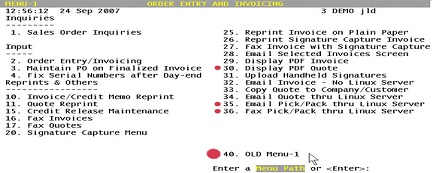 MENU-1 ORDER ENTRY AND INVOICING
12:56:12 24 Sep 2007 3 DEMO jld
Inquiries
---------
1. Sales Order Inquiries
Input
-----
2. Order Entry/Invoicing
3. Maintain PO on Finalized Invoice
4. Fix Serial Numbers after Day-end
Reprints & Others
-----------------
10. Invoice/Credit Memo Reprint
11. Quote Reprint
15. Credit Release Maintenance
16. Fax Invoices
17. Fax Quotes
20. Signature Capture Menu
25. Reprint Invoice on Plain Paper
26. Reprint Signature Capture Invoice
27. Fax Invoice with Signature Capture
28. Email Selected Invoices Screen
29. Display PDF Invoice
30. Display PDF Quote
31. Upload Handheld Signatures
32. Email Invoice - No Linux Server
33. Copy Quote to Company/Customer
34. Email Quote thru Linux Server
35. Email Pick/Pack thru Linux Server
36. Fax Pick/Pack thru Linux Server
40. OLD Menu-1
Enter a Menu Path or <Enter>: